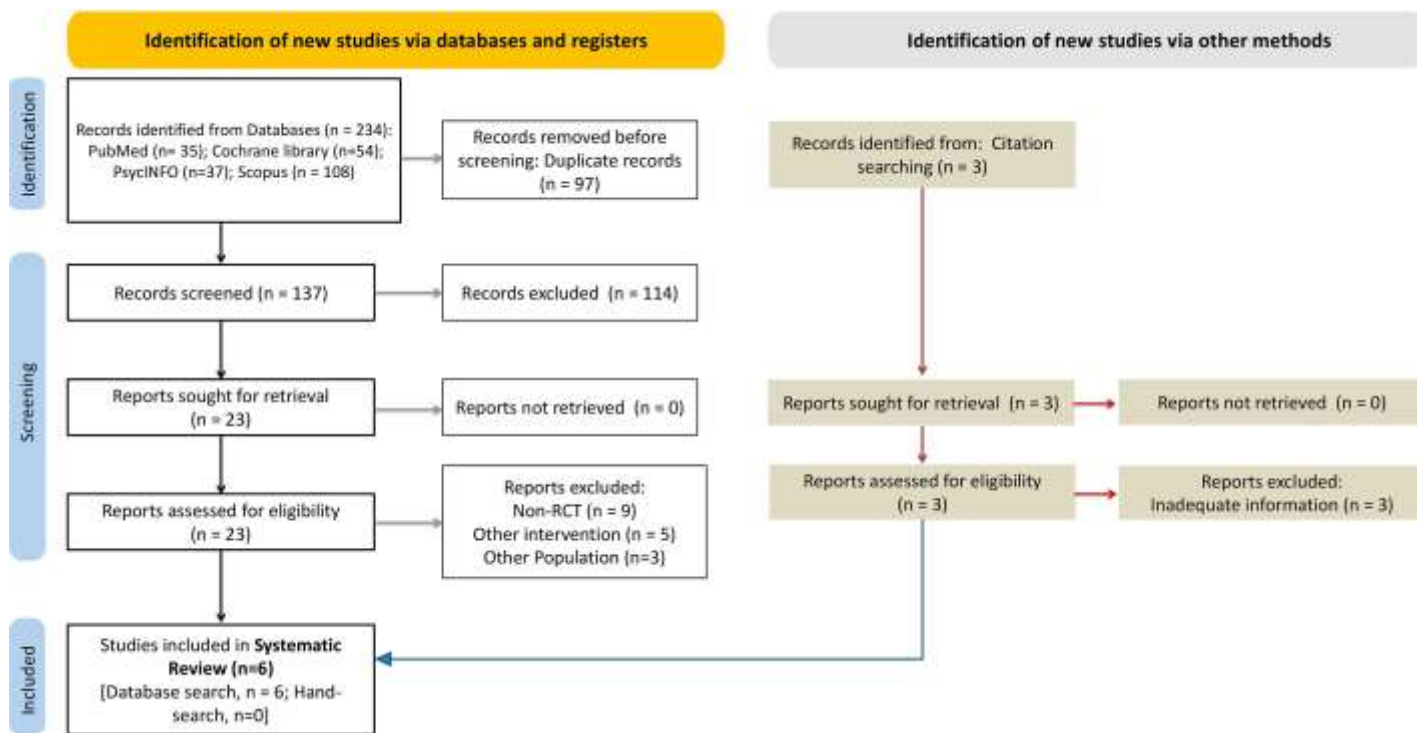 Identification of new studies via databases and registers
Identification of new studies via other methods
Identification
Records identified from Databases (n = 234):
PubMed (n= 35); Cochrane library (n=54);
PsycINFO (n=37); Scopus (n = 108)
Records removed before
screening: Duplicate records
(n = 97)
Records identified from: Citation
searching (n = 3)
Screening
Records screened (n = 137)
Records excluded (n = 114)
Reports sought for retrieval
(n = 23)
Reports not retrieved (n = 0)
Reports sought for retrieval (n = 3)
Reports not retrieved (n = 0)
Reports assessed for eligibility
(n = 23)
Reports excluded:
Non-RCT (n = 9)
Other intervention (n = 5)
Other Population (n=3)
Reports assessed for eligibility
(n = 3)
Reports excluded:
Inadequate information (n = 3)
Included
Studies included in Systematic
Review (n=6)
[Database search, n = 6; Hand-
search, n=0]